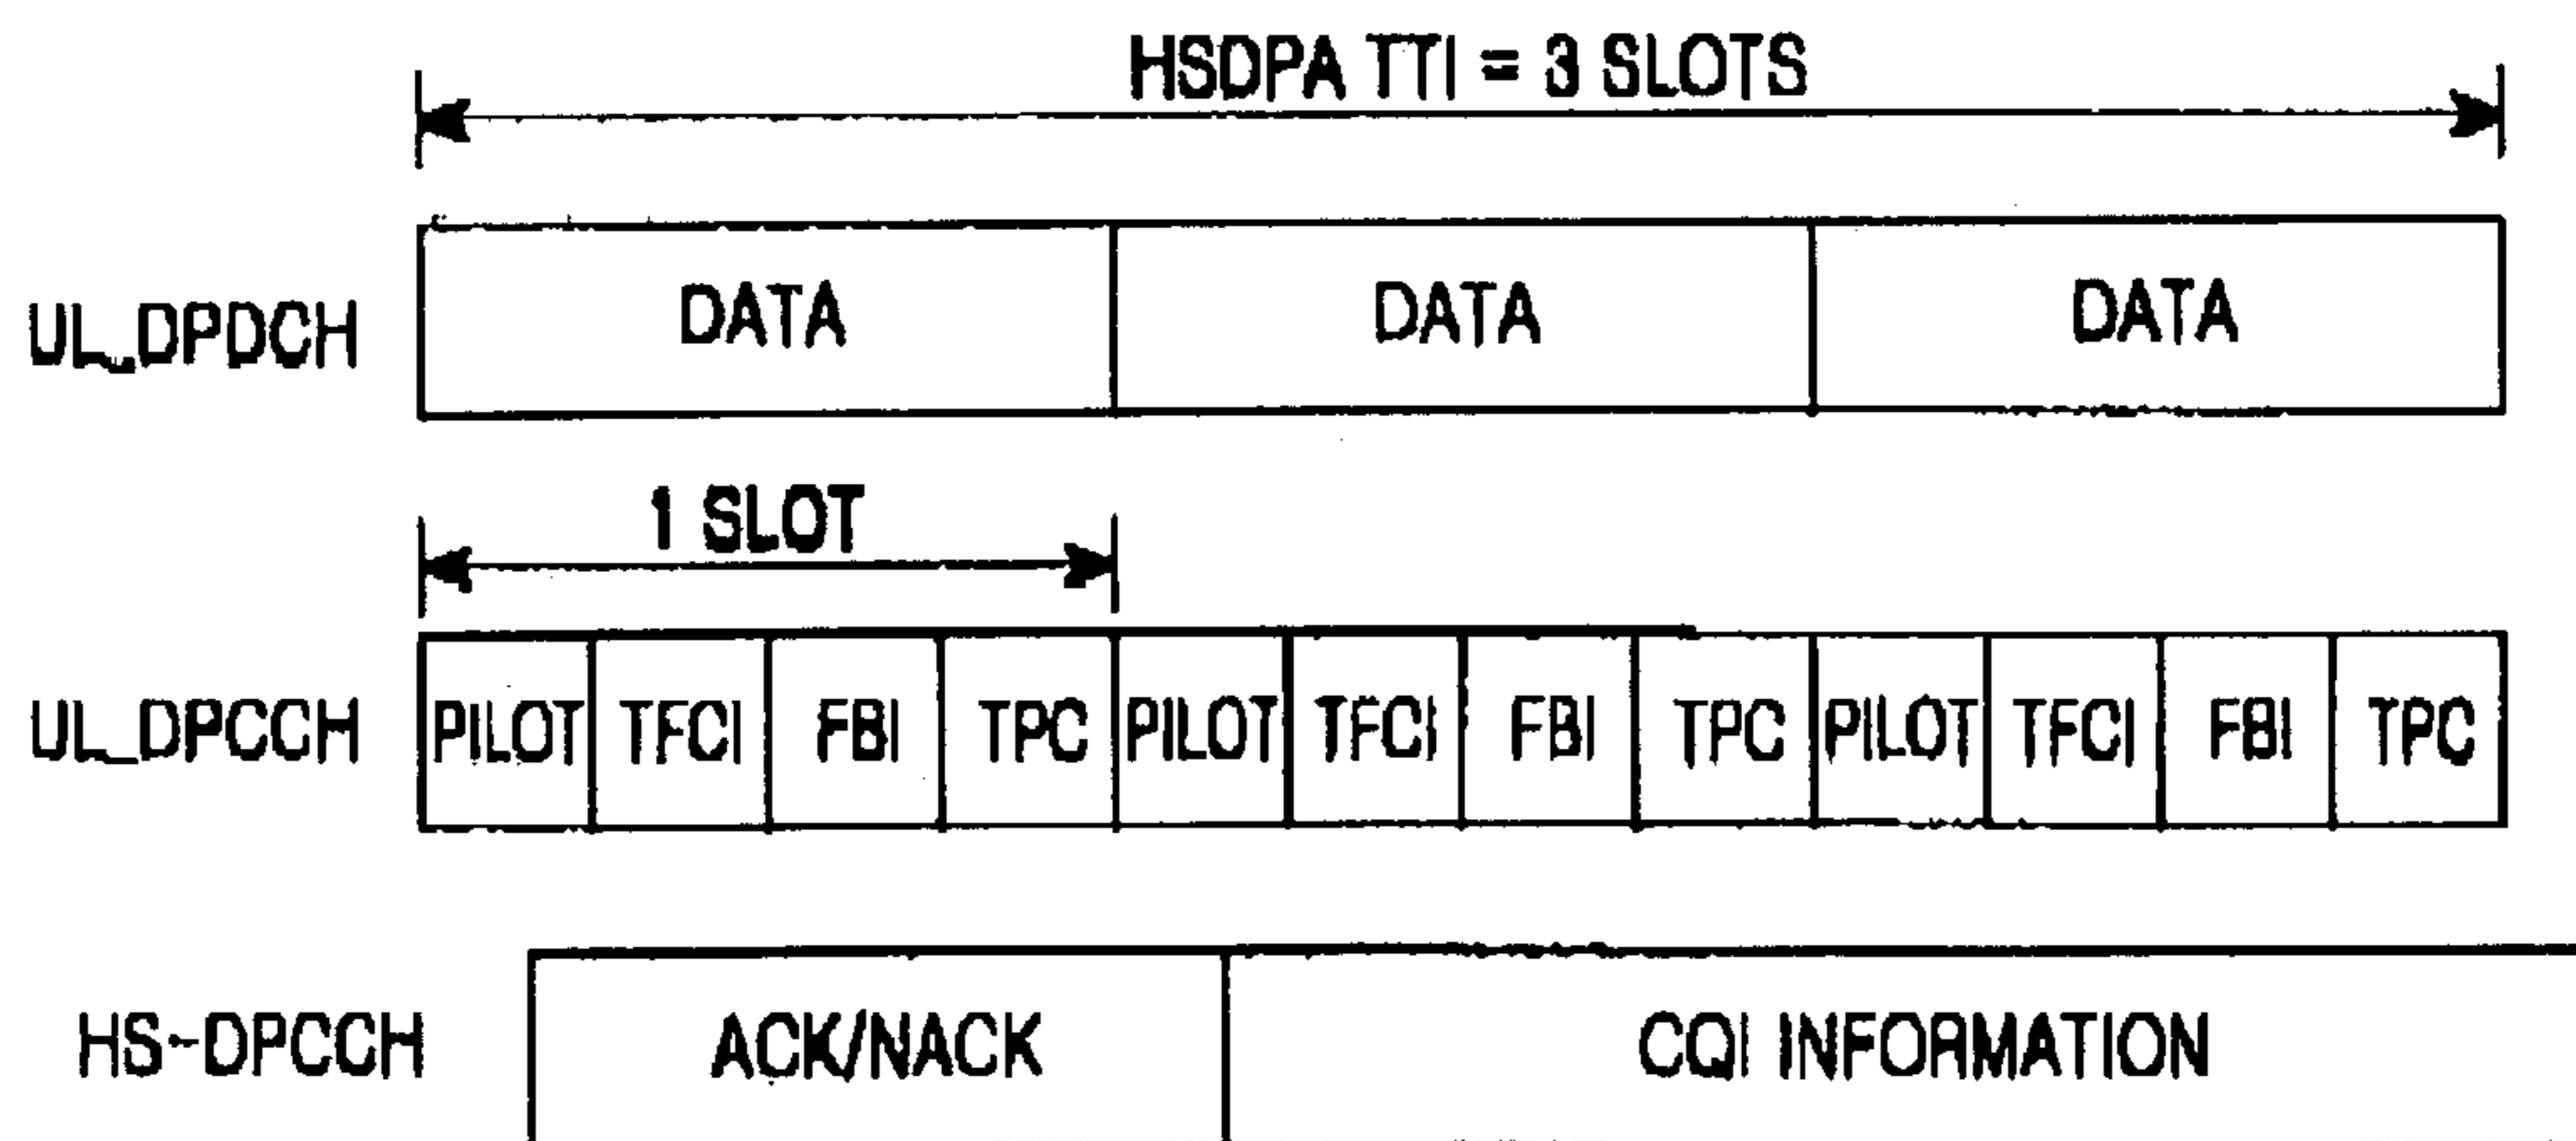 HSDPA TTI = 3 SLOTS
UL_DPDCH DATA DATA DATA
1 SLOT
UL_DPCCH PILOT TFCI FBI TPC PILOT TFCI FBI TPC PILOT TFCI FBI TPC
HS-DPCCH ACK/NACK CQI INFORMATION